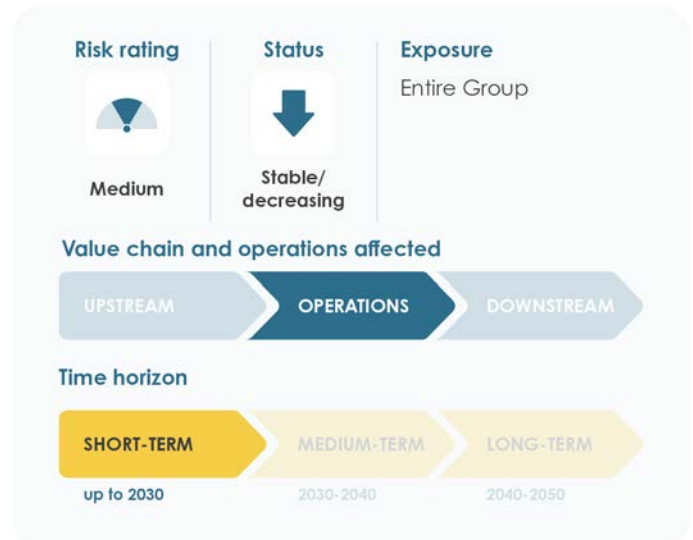 Risk rating
Status
Exposure
Entire Group
Medium
Stable/
decreasing
Value chain and operations affected
UPSTREAM
OPERATIONS
DOWNSTREAM
Time horizon
SHORT-TERM
MEDIUM-TERM
LONG-TERM
up to 2030
2030-2040
2040-2050